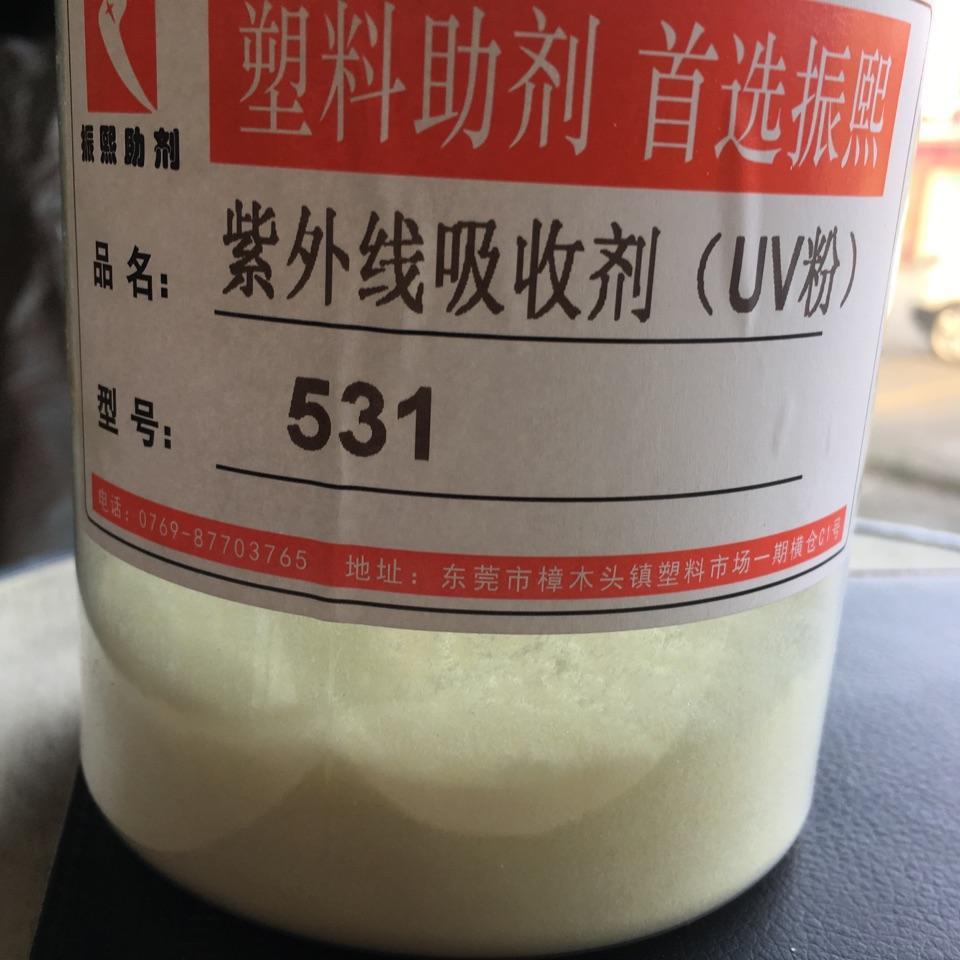 塑料助剂 首选振熙
振熙助剂
品名: 紫外线吸收剂（UV粉）
型号: 531
电话: 0769-87703765 地址: 东莞市樟木头镇塑料市场一期横仓C1号